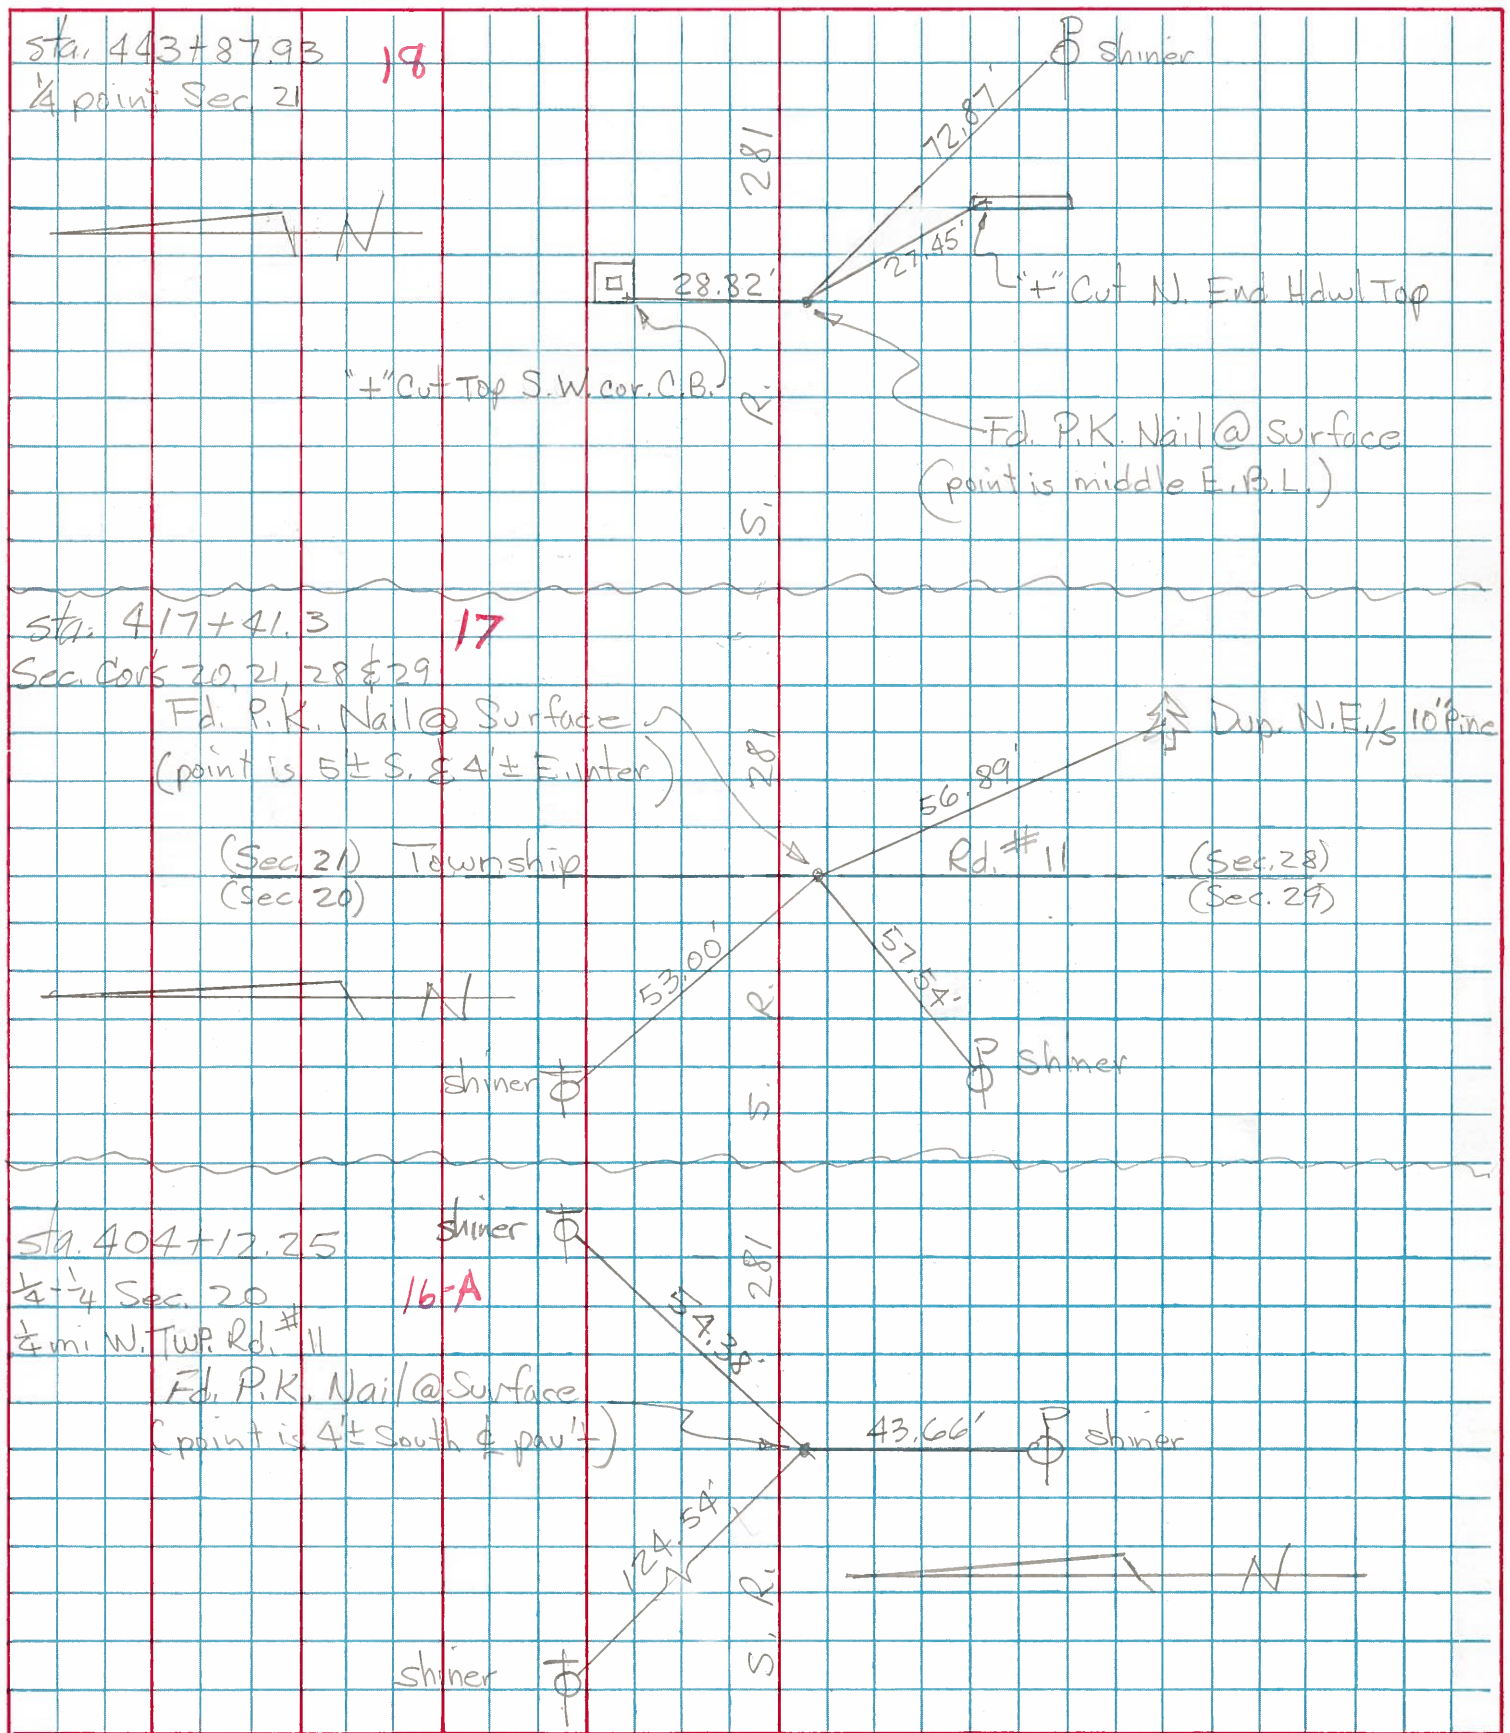 sta. 443+87.93
18
1/4 point Sec. 21
shiner
72.87'
281
27.45'
28.82'
"+" Cut N. End Hdwl Top
"+" Cut Top S.W. cor. C.B.
R.
Fd. P.K. Nail @ Surface
(point is middle E.B.L.)
S.
sta. 417+41.3
17
Sec. Cor's 20, 21, 28 & 29
Fd. P.K. Nail @ Surface
(point is 5'± S. & 4'± E. inter)
281
Dup. N.E./s 10" Pine
56.89'
(Sec. 21) Township Rd. #11 (Sec. 28)
(Sec. 20) (Sec. 29)
53.00'
57.54'
N
R.
shiner
shiner
S.
sta. 404+12.25
shiner
281
1/4-1/4 Sec. 20
16-A
1/4 mi W. Twp. Rd. #11
54.38'
Fd. P.K. Nail @ Surface
(point is 4'± South ℄ pav't)
43.66'
shiner
124.54'
R.
N
S.
shiner
N